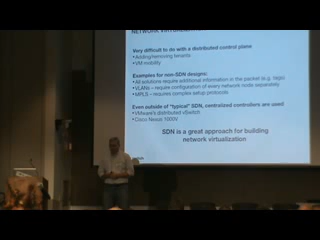 NETWORK VIRTUALIZATION
Very difficult to do with a distributed control plane
• Adding/removing tenants
• VM mobility
Examples for non-SDN designs:
• All solutions require additional information in the packet (e.g. tags)
• VLANs – require configuration of every network node separately
• MPLS – requires complex setup protocols
Even outside of "typical" SDN, centralized controllers are used
• VMware's distributed vSwitch
• Cisco Nexus 1000V
SDN is a great approach for building
network virtualization